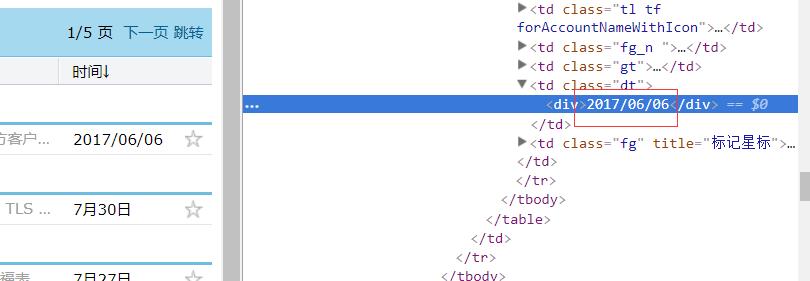 1/5 页 下一页 跳转
时间↓
方客户... 2017/06/06
TLS ... 7月30日
福表 7月27日
▶<td class="tl tf
forAccountNameWithIcon">…</td>
▶<td class="fg_n ">…</td>
▶<td class="gt">…</td>
▼<td class="dt">
... <div>2017/06/06</div> == $0
</td>
▶<td class="fg" title="标记星标">…
</td>
</tr>
</tbody>
</table>
</td>
</tr>
</tbody>